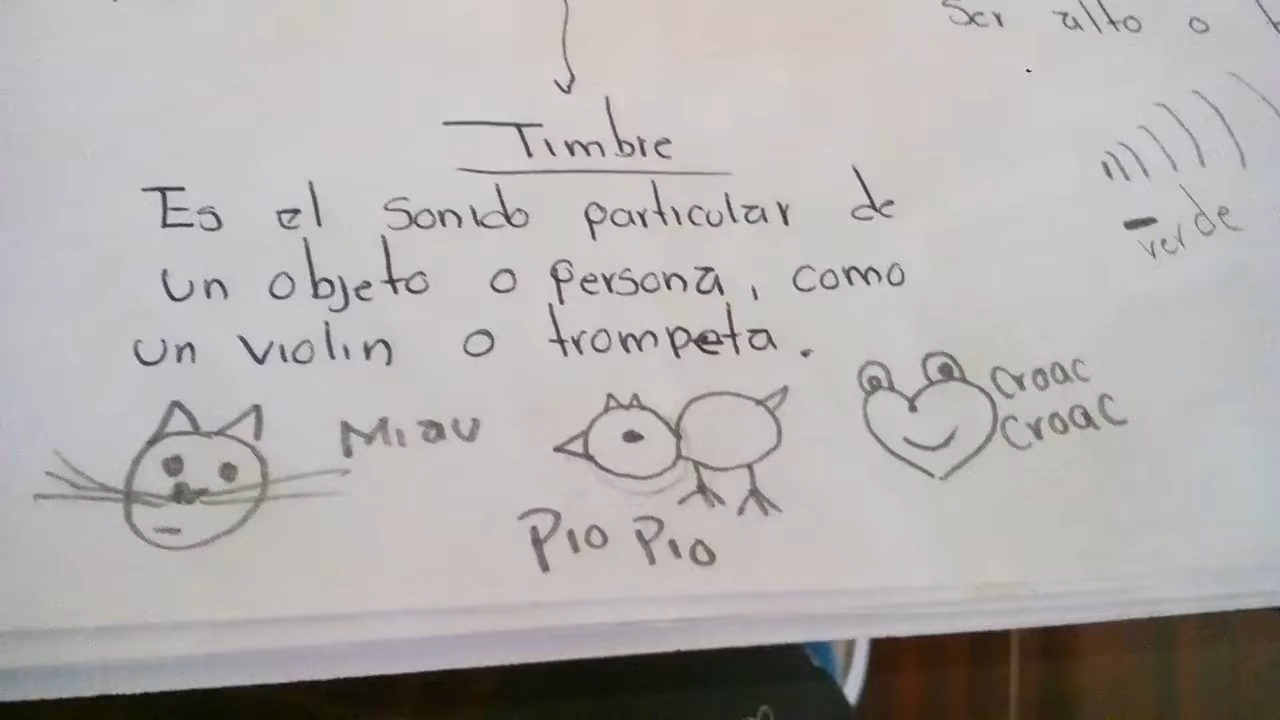 Ser alto o
Timbre
Es el sonido particular de
un objeto o persona, como
un violin o trompeta.
verde
Miau
Croac
Croac
Pio Pio